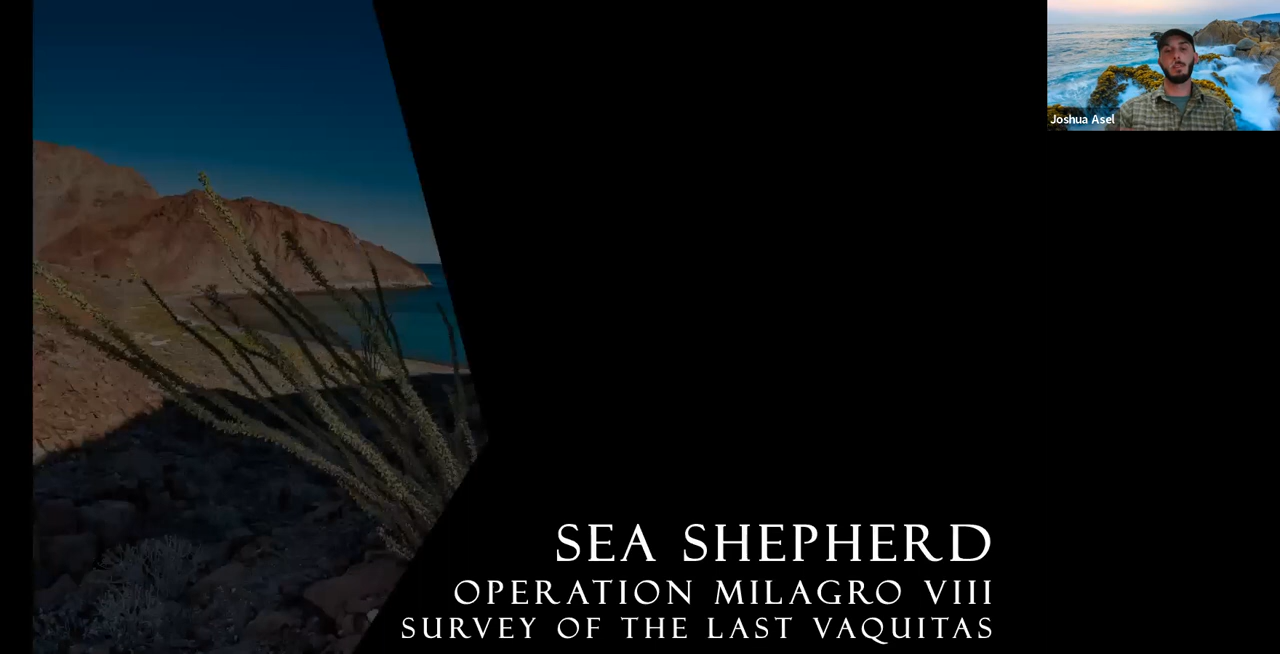 Joshua Asel
SEA SHEPHERD
OPERATION MILAGRO VIII
SURVEY OF THE LAST VAQUITAS